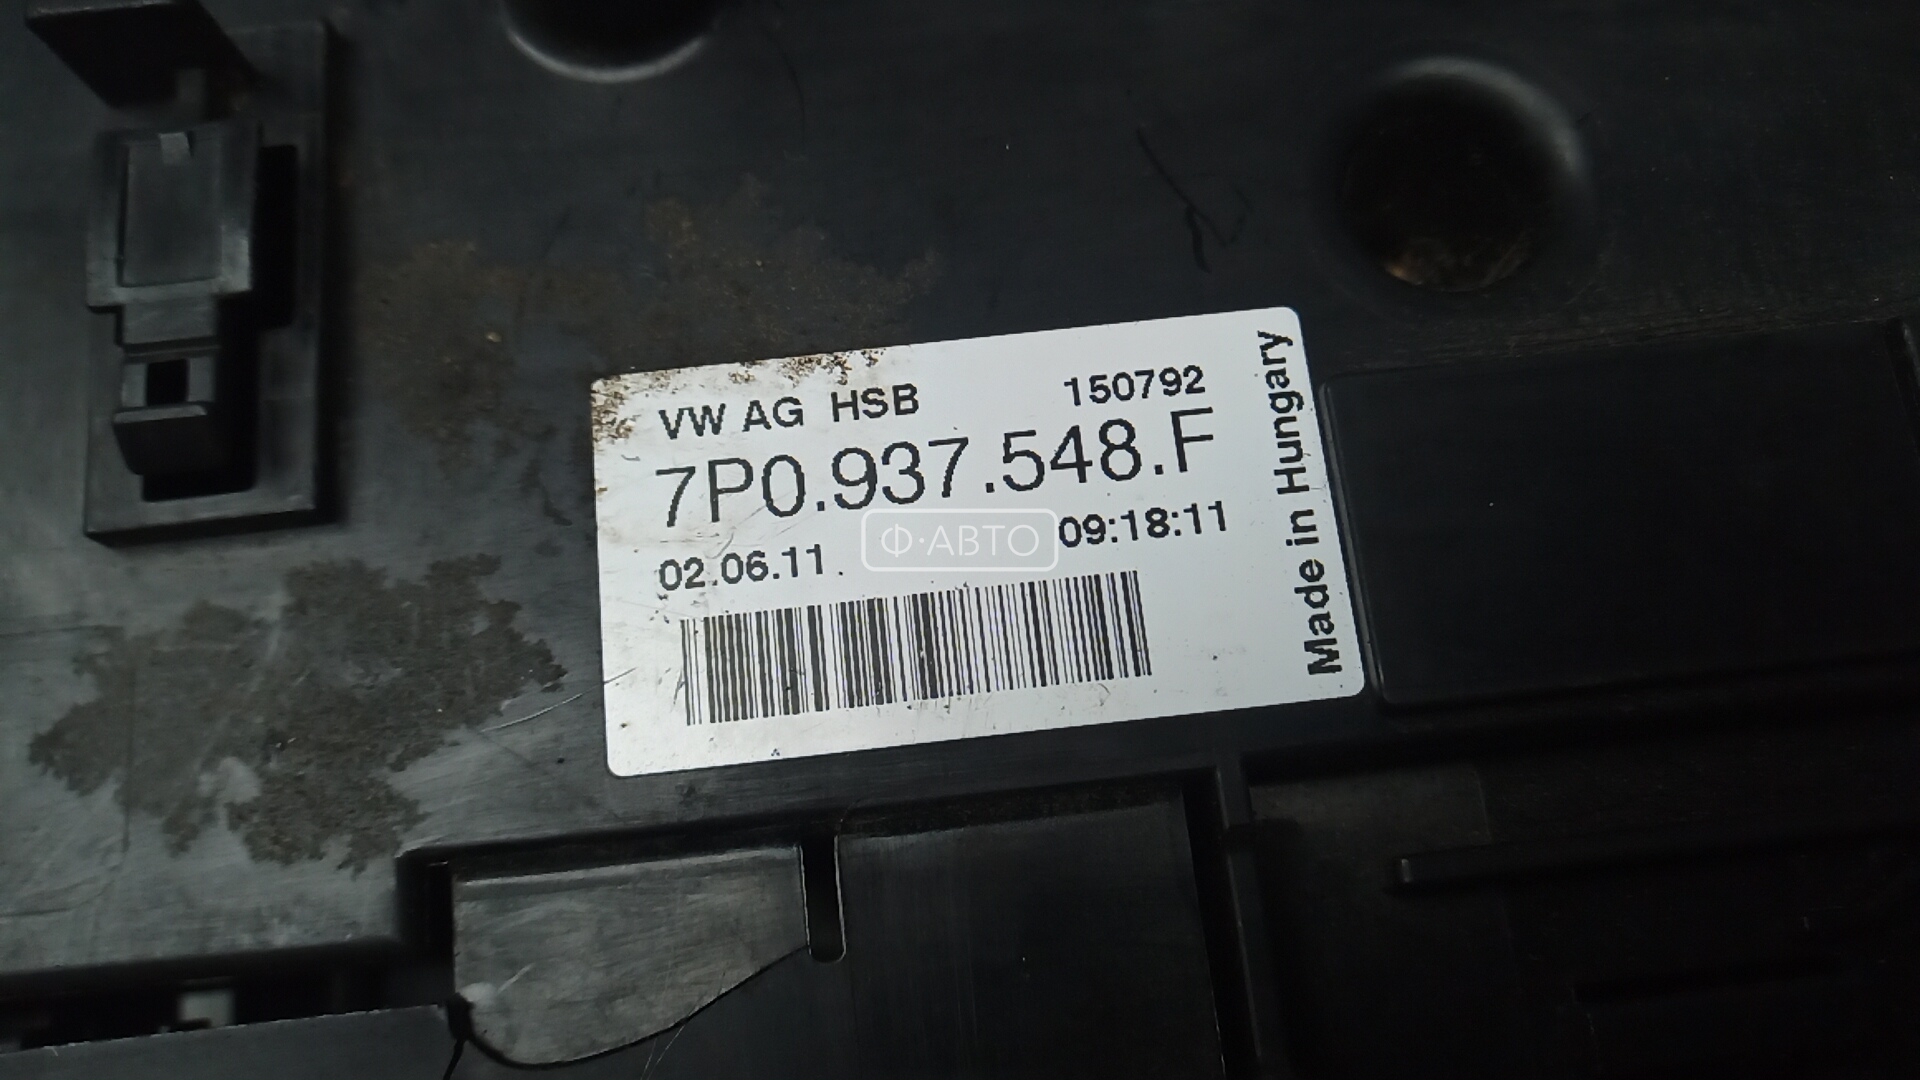 VW AG HSB 150792
7P0.937.548.F
02.06.11. 09:18:11
Ф·АВТО
Made in Hungary